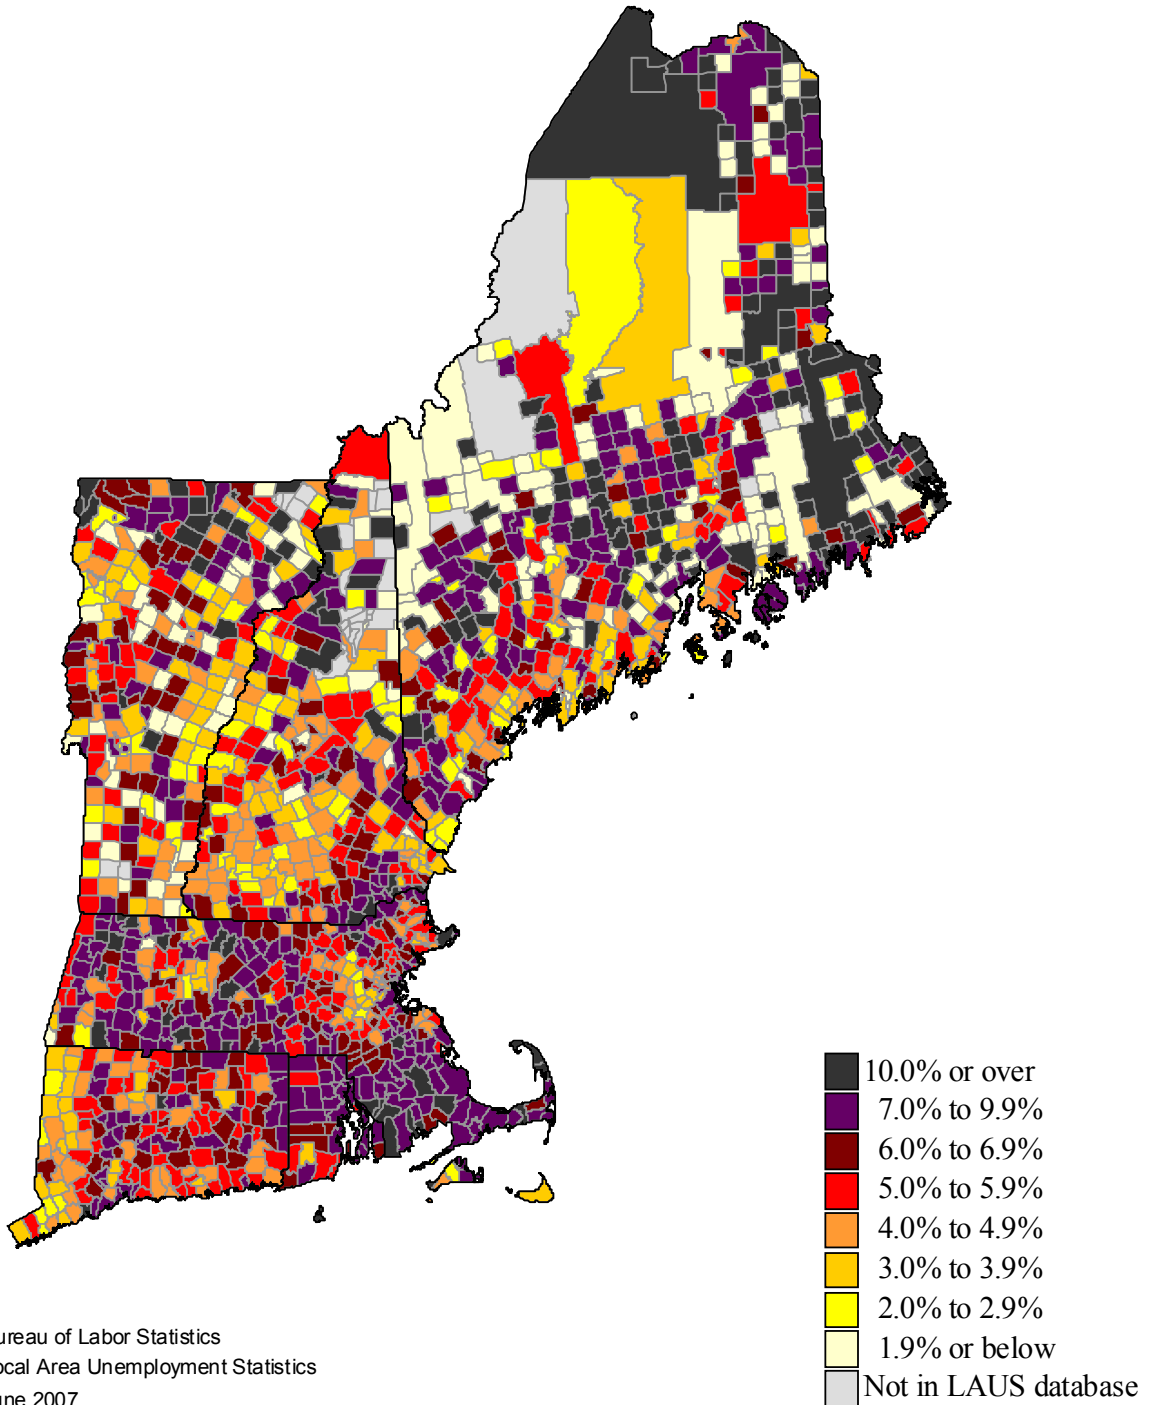 10.0% or over
7.0% to 9.9%
6.0% to 6.9%
5.0% to 5.9%
4.0% to 4.9%
3.0% to 3.9%
2.0% to 2.9%
1.9% or below
Not in LAUS database
ureau of Labor Statistics
ocal Area Unemployment Statistics
une 2007